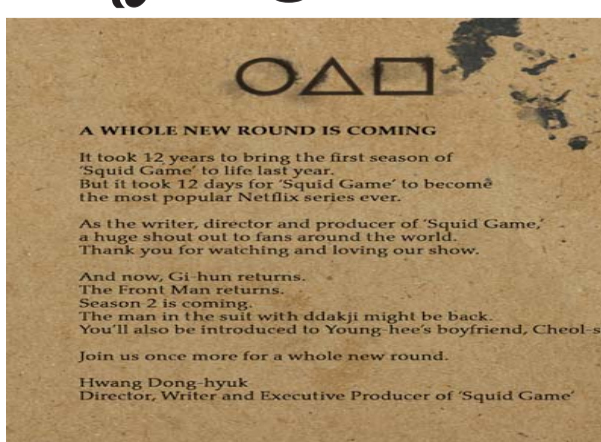 A WHOLE NEW ROUND IS COMING
It took 12 years to bring the first season of
'Squid Game' to life last year.
But it took 12 days for 'Squid Game' to become
the most popular Netflix series ever.
As the writer, director and producer of 'Squid Game,'
a huge shout out to fans around the world.
Thank you for watching and loving our show.
And now, Gi-hun returns.
The Front Man returns.
Season 2 is coming.
The man in the suit with ddakji might be back.
You'll also be introduced to Young-hee's boyfriend,
Join us once more for a whole new round.
Hwang Dong-hyuk
Director, Writer and Executive Producer of 'Squid Game'